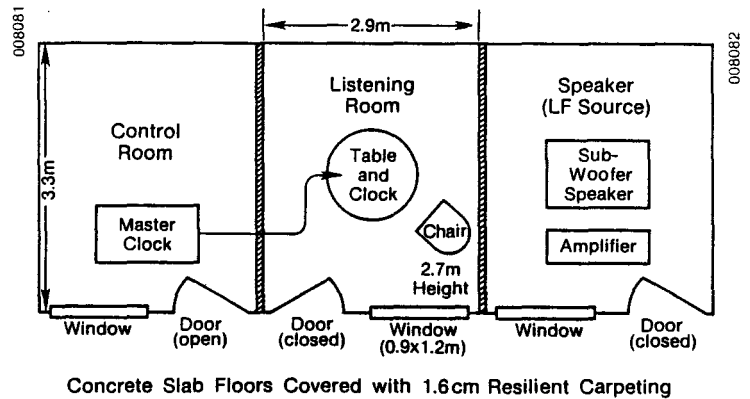 008081
2.9m
008082
Listening
Room
Speaker
(LF Source)
Control
Room
3.3m
Table
and
Clock
Sub-
Woofer
Speaker
Master
Clock
Chair
Amplifier
2.7m
Height
Window
Door
(open)
Door
(closed)
Window
(0.9x1.2m)
Window
Door
(closed)
Concrete Slab Floors Covered with 1.6cm Resilient Carpeting